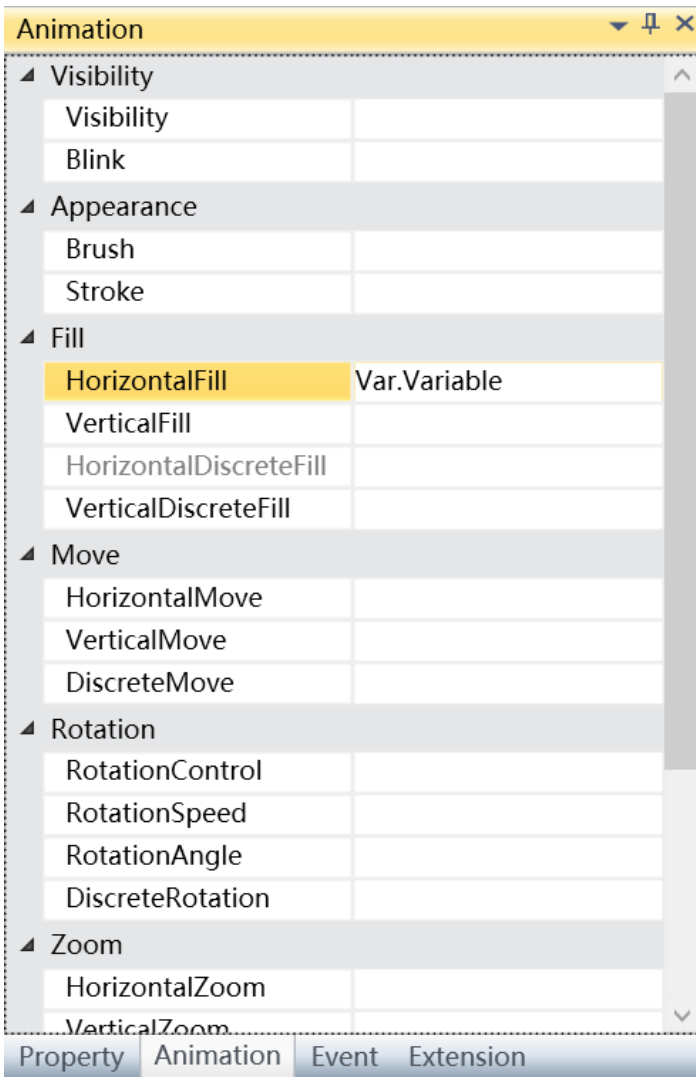 Animation
Visibility
Visibility
Blink
Appearance
Brush
Stroke
Fill
HorizontalFill Var.Variable
VerticalFill
HorizontalDiscreteFill
VerticalDiscreteFill
Move
HorizontalMove
VerticalMove
DiscreteMove
Rotation
RotationControl
RotationSpeed
RotationAngle
DiscreteRotation
Zoom
HorizontalZoom
VerticalZoom
Property Animation Event Extension